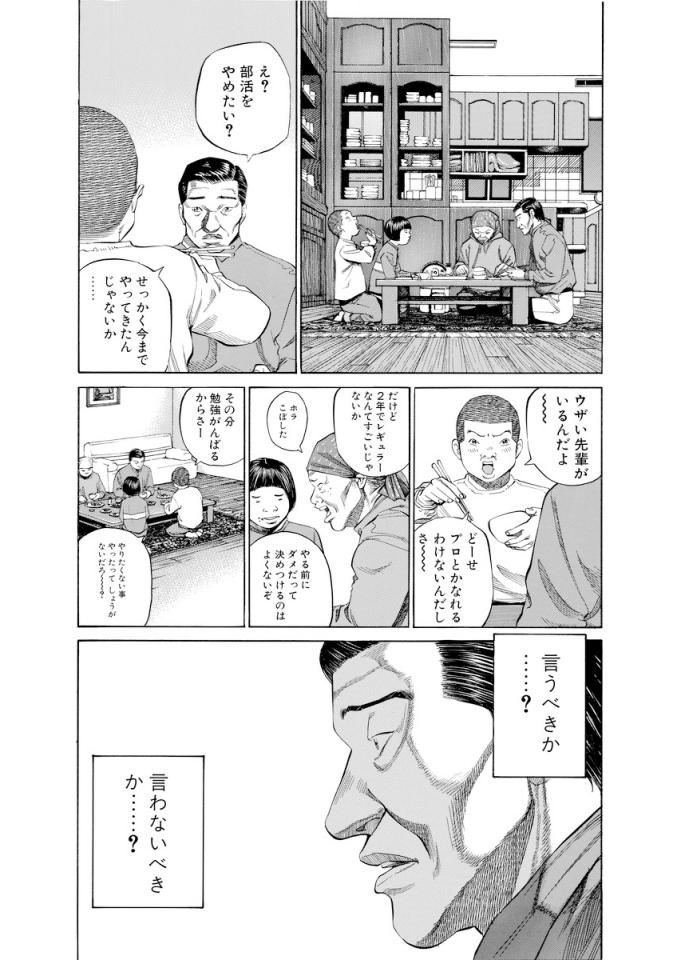 え？
部活を
やめたい？
せっかく今まで
やってきたん
じゃないか
……
ウザい先輩が
いるんだよ
～～～
どーせ
プロとかなれる
わけないんだし
さ～～
だけど
２年でレギュラー
なんてすごいじゃ
ないか
ホラ
こぼした
やる前に
ダメだって
決めつけるのは
よくないぞ
その分
勉強がんばる
からさー
やりたくない事
やったってしょうが
ないだろ～～？
言うべきか
……？
言わないべき
か……？